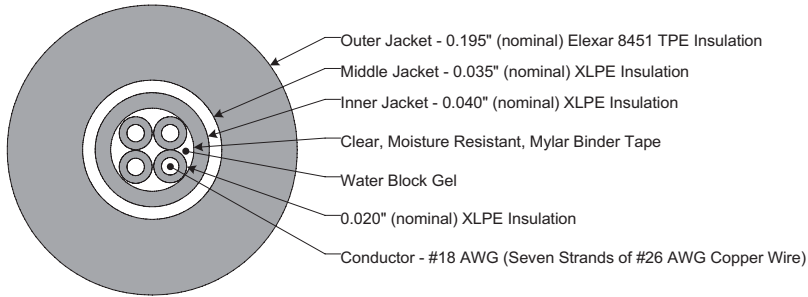 Outer Jacket - 0.195" (nominal) Elexar 8451 TPE Insulation
Middle Jacket - 0.035" (nominal) XLPE Insulation
Inner Jacket - 0.040" (nominal) XLPE Insulation
Clear, Moisture Resistant, Mylar Binder Tape
Water Block Gel
0.020" (nominal) XLPE Insulation
Conductor - #18 AWG (Seven Strands of #26 AWG Copper Wire)